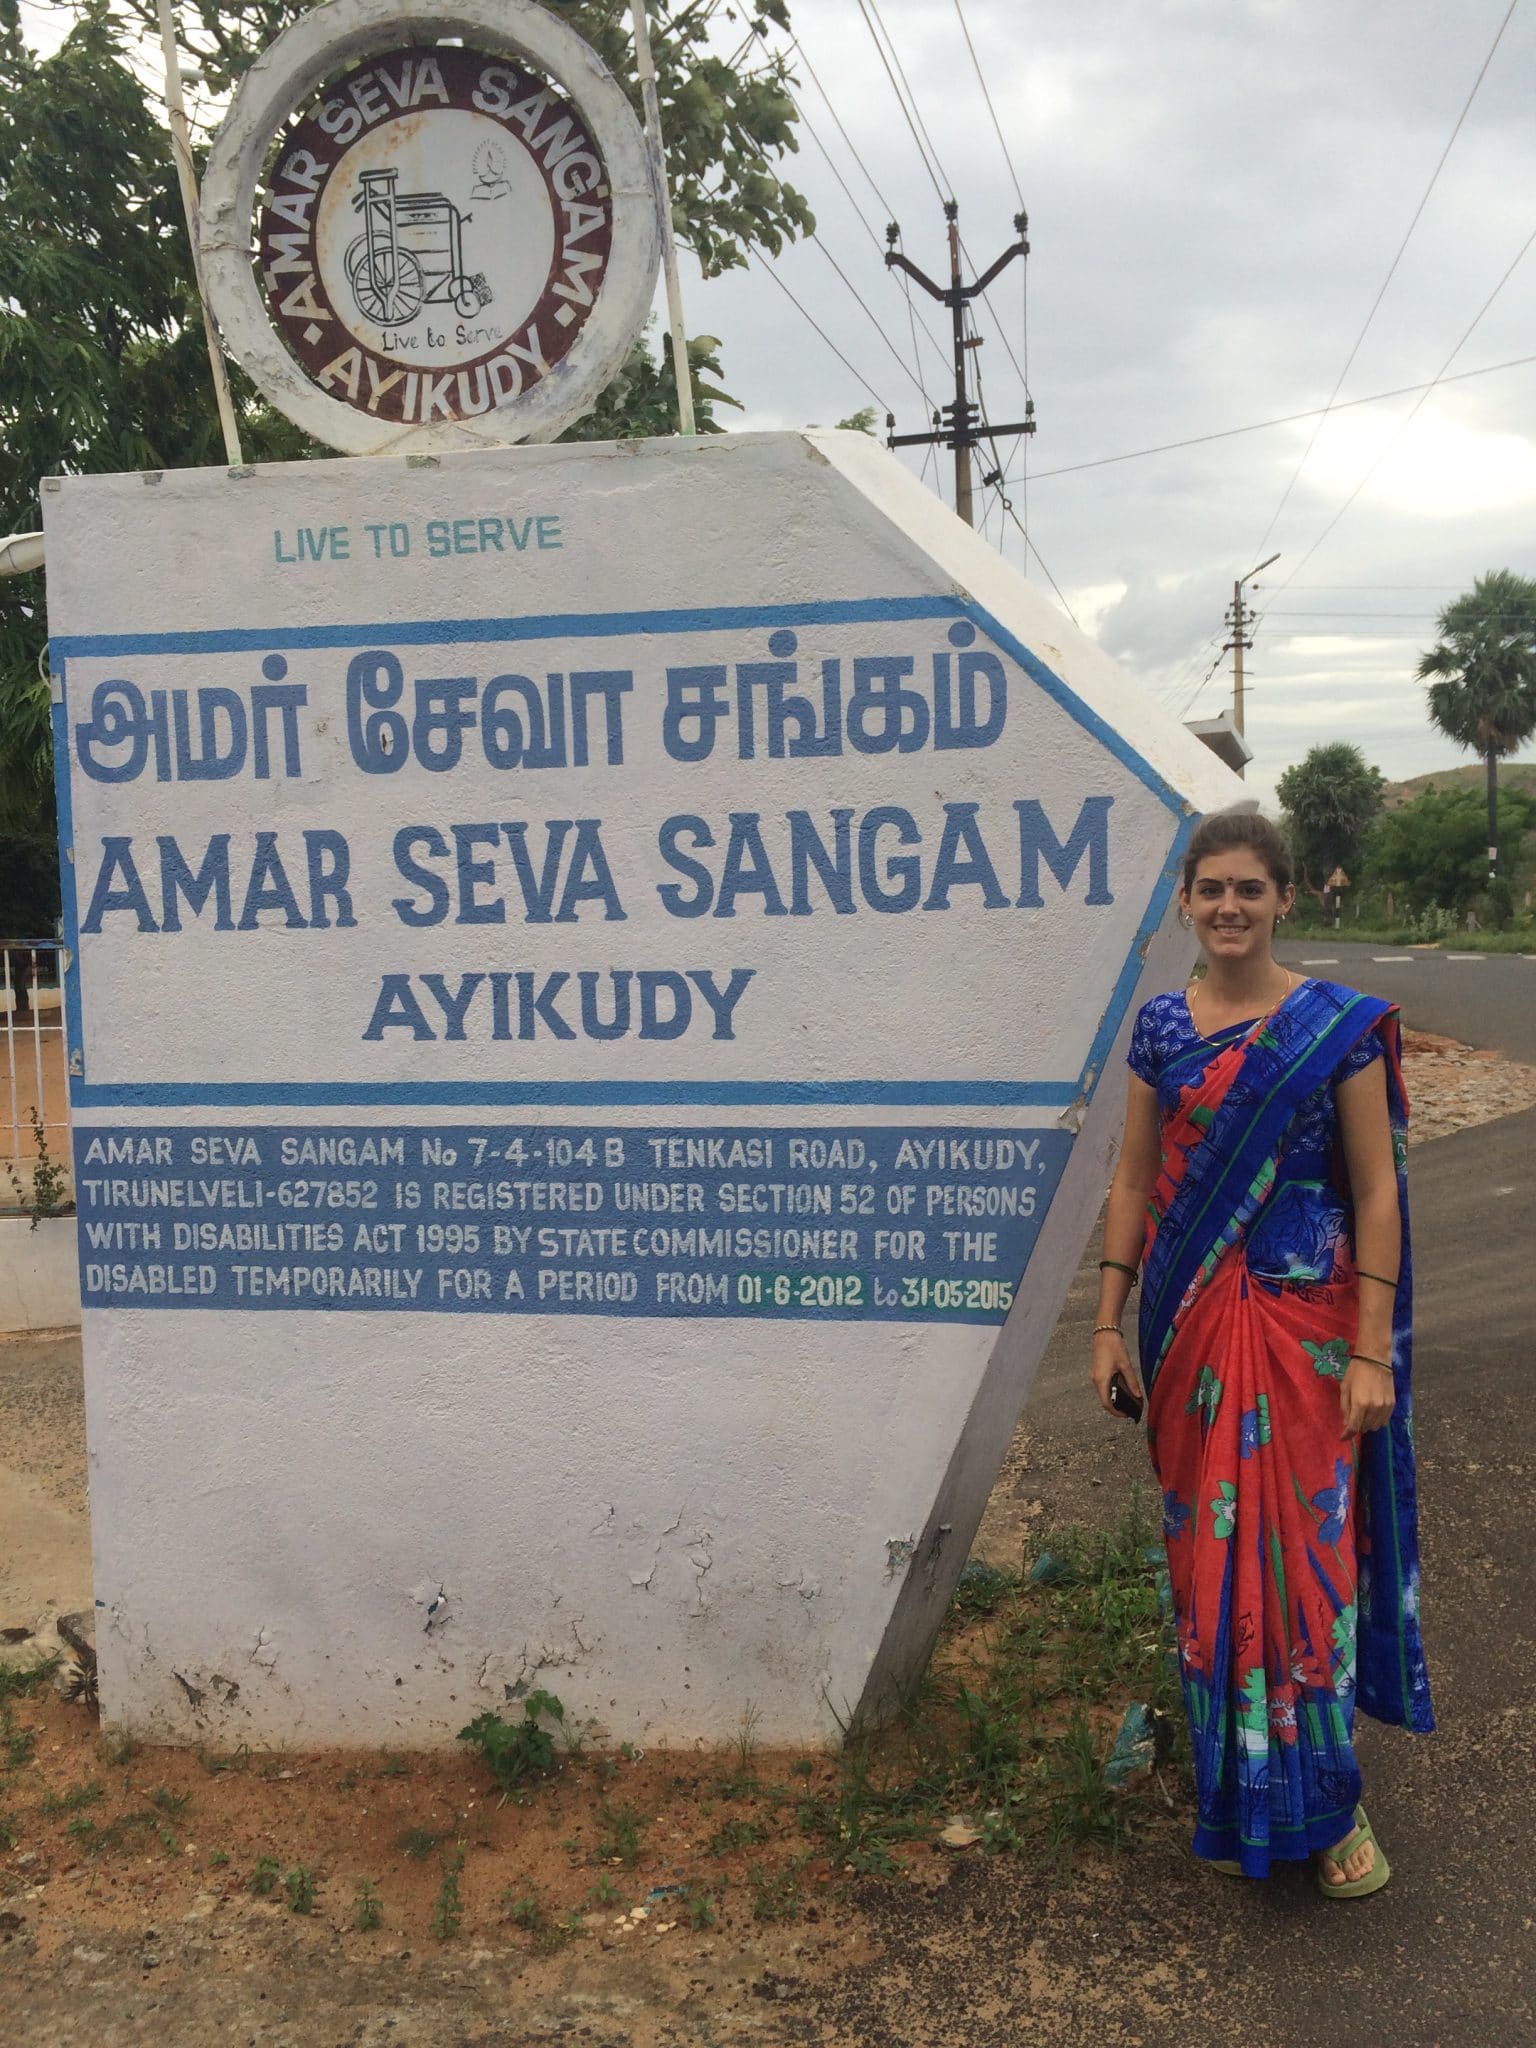 AMAR SEVA SANGAM
Live to Serve
• AYIKUDY •
LIVE TO SERVE
அமர் சேவா சங்கம்
AMAR SEVA SANGAM
AYIKUDY
AMAR SEVA SANGAM No 7-4-104 B TENKASI ROAD, AYIKUDY,
TIRUNELVELI-627852 IS REGISTERED UNDER SECTION 52 OF PERSONS
WITH DISABILITIES ACT 1995 BY STATE COMMISSIONER FOR THE
DISABLED TEMPORARILY FOR A PERIOD FROM 01-6-2012 to 31-05-2015